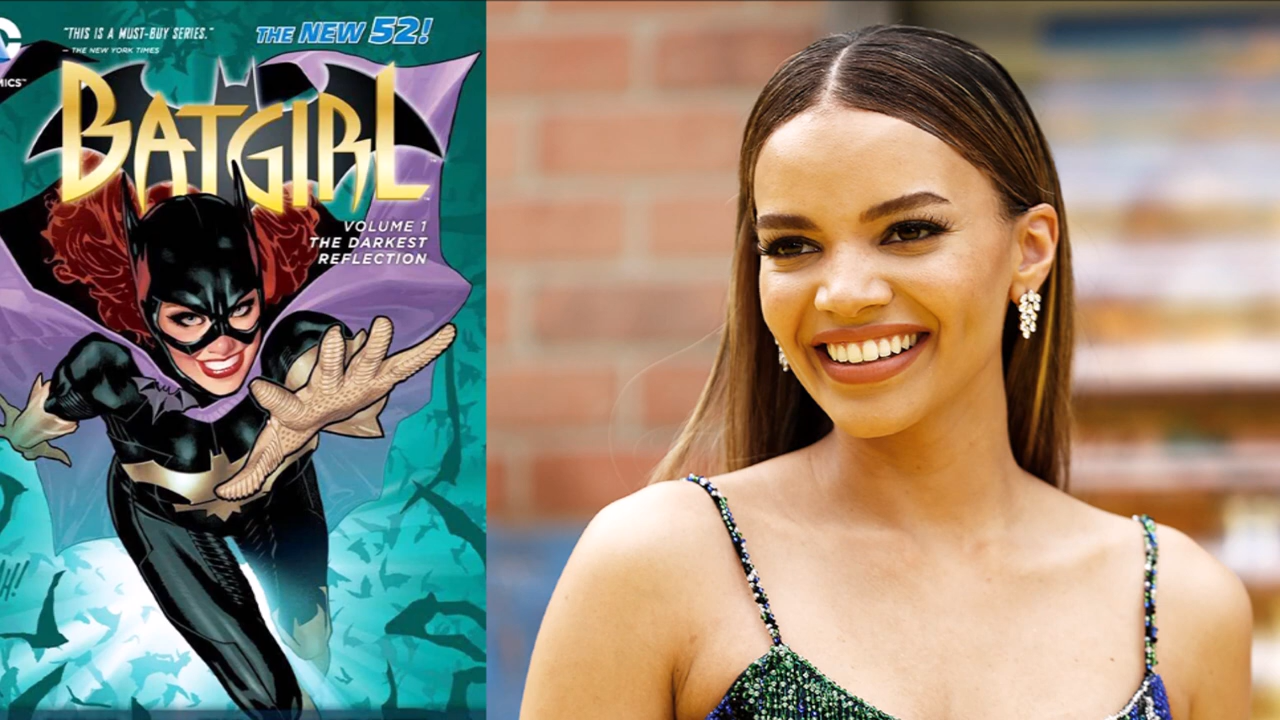 "THIS IS A MUST-BUY SERIES."
– THE NEW YORK TIMES
THE NEW 52!
BATGIRL
VOLUME 1
THE DARKEST
REFLECTION